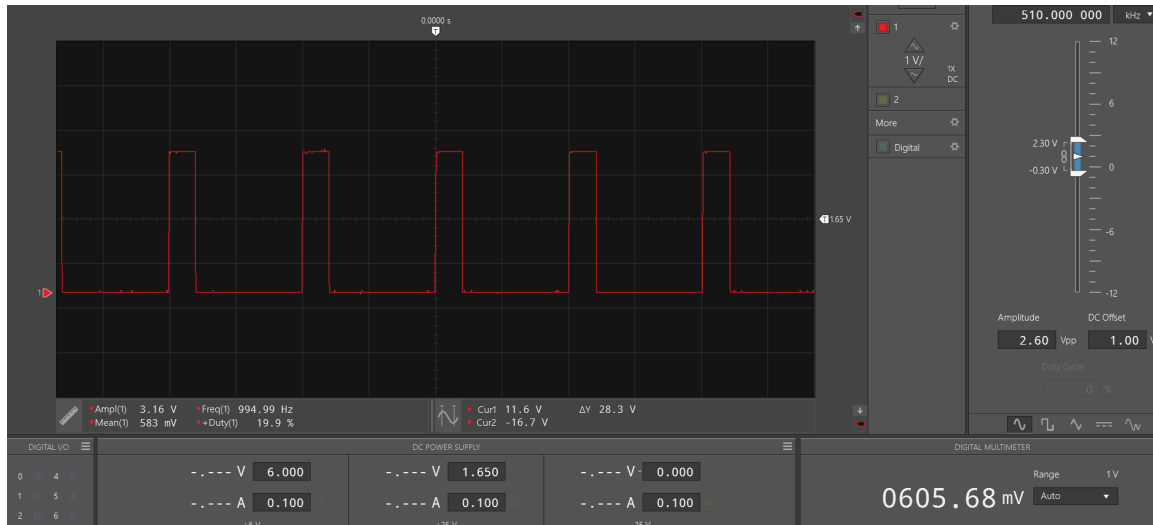 0.0000 s
T
1
1 V/
1X
DC
2
More
Digital
T 1.65 V
1
510.000 000 kHz
12
6
2.30 V
-0.30 V
0
-6
-12
Amplitude DC Offset
2.60 Vpp 1.00
Duty Cycle
0 %
Ampl(1) 3.16 V Freq(1) 994.99 Hz
Mean(1) 583 mV +Duty(1) 19.9 %
Cur1 11.6 V ΔY 28.3 V
Cur2 -16.7 V
DIGITAL I/O
0 4
1 5
2 6
DC POWER SUPPLY
-.--- V 6.000 -.--- V 1.650 -.--- V - 0.000
-.--- A 0.100 -.--- A 0.100 -.--- A 0.100
DIGITAL MULTIMETER
Range 1 V
0605.68 mV Auto